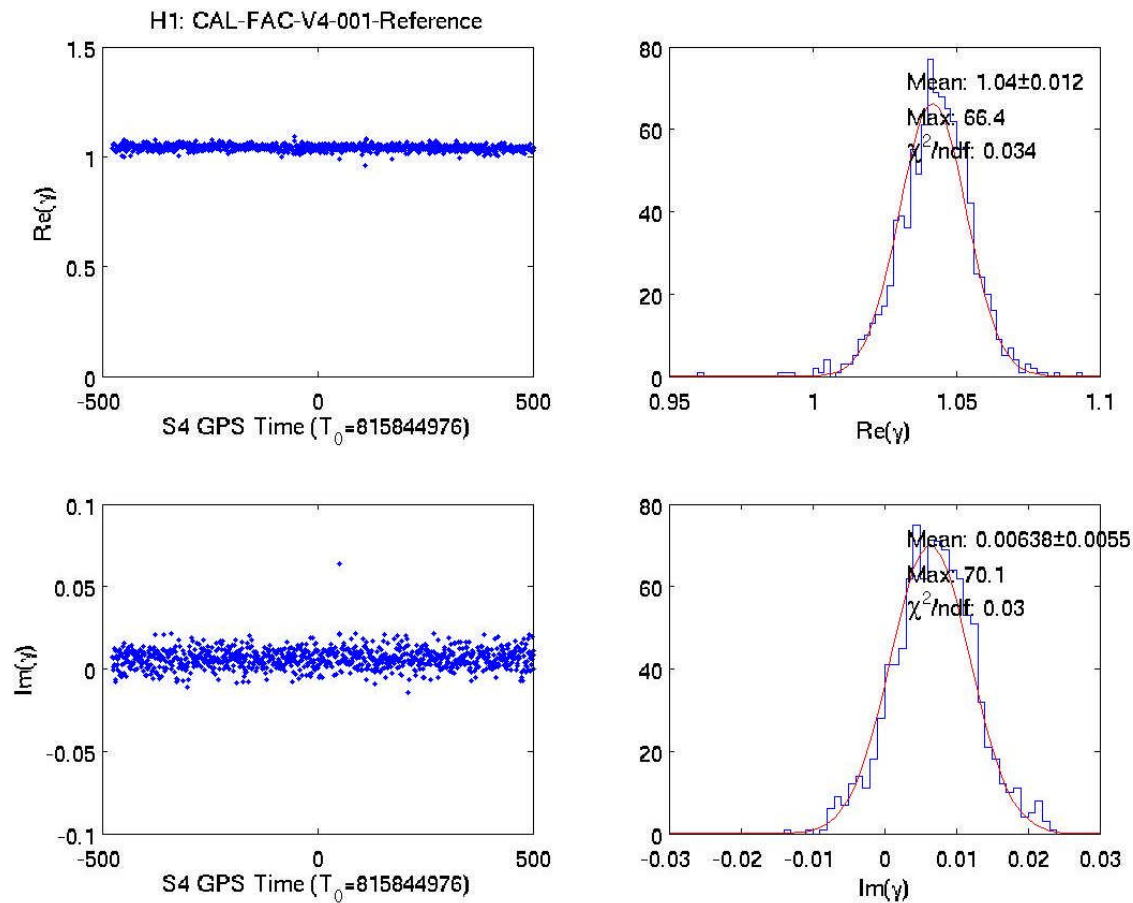 H1: CAL-FAC-V4-001-Reference
1.5
1
0.5
0
Re(γ)
-500
0
500
S4 GPS Time (T₀=815844976)
80
60
40
20
0
Mean: 1.04±0.012
Max: 66.4
χ²/ndf: 0.034
0.95
1
1.05
1.1
Re(γ)
0.1
0.05
0
-0.05
-0.1
Im(γ)
-500
0
500
S4 GPS Time (T₀=815844976)
80
60
40
20
0
Mean: 0.00638±0.0055
Max: 70.1
χ²/ndf: 0.03
-0.03
-0.02
-0.01
0
0.01
0.02
0.03
Im(γ)